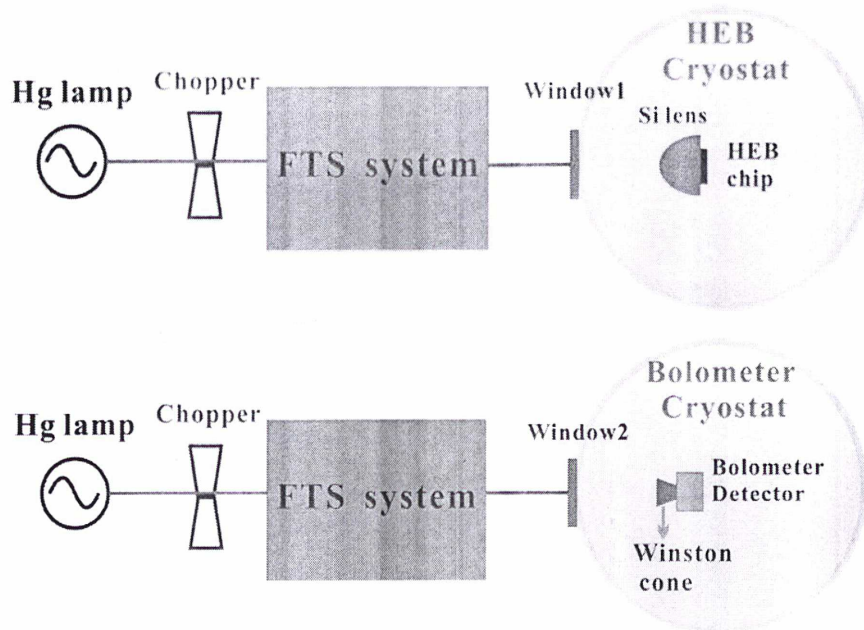 HEB
Cryostat
Hg lamp
Chopper
FTS system
Window1
Si lens
HEB
chip
Bolometer
Cryostat
Hg lamp
Chopper
FTS system
Window2
Bolometer
Detector
Winston
cone